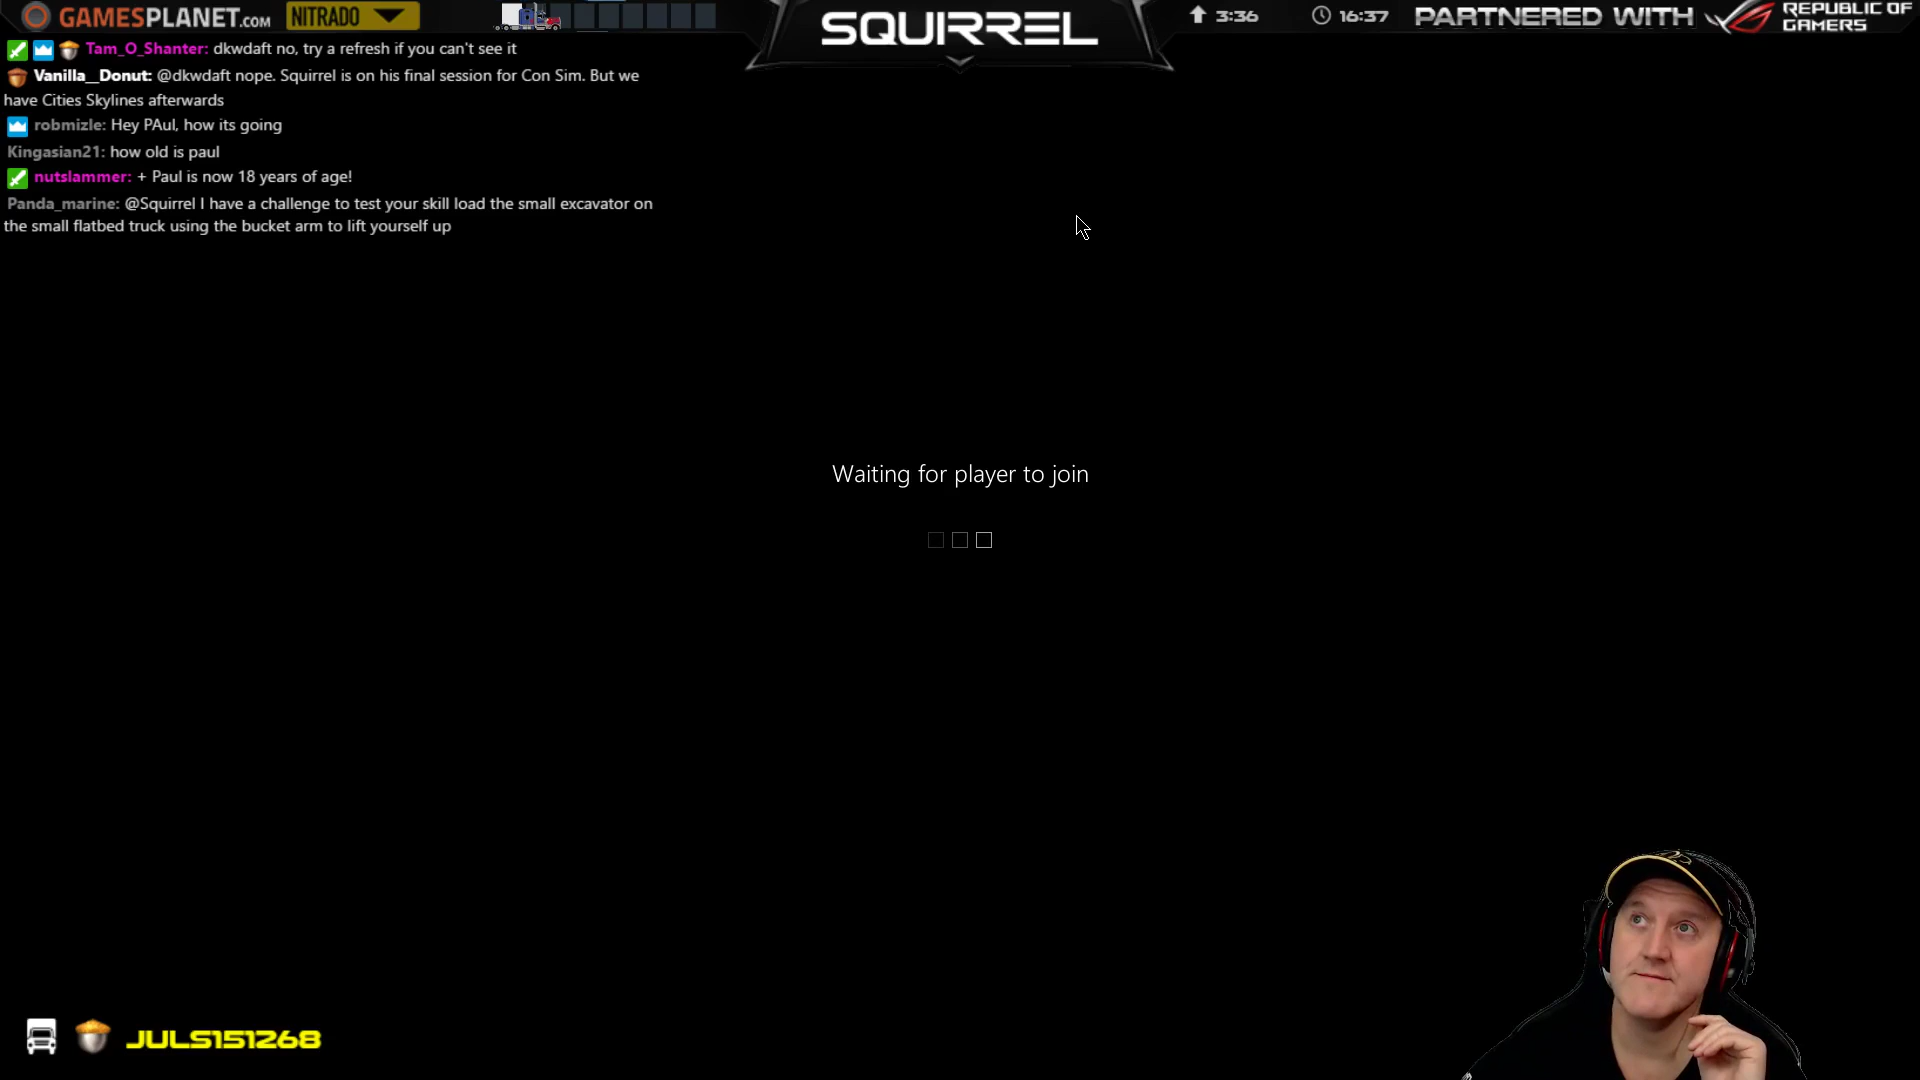 GAMESPLANET.COM NITRADO SQUIRREL 3:36 16:37 PARTNERED WITH REPUBLIC OF GAMERS
Tam_O_Shanter: dkwdaft no, try a refresh if you can't see it
Vanilla__Donut: @dkwdaft nope. Squirrel is on his final session for Con Sim. But we
have Cities Skylines afterwards
robmizle: Hey PAul, how its going
Kingasian21: how old is paul
nutslammer: + Paul is now 18 years of age!
Panda_marine: @Squirrel I have a challenge to test your skill load the small excavator on
the small flatbed truck using the bucket arm to lift yourself up
Waiting for player to join
JULS151268